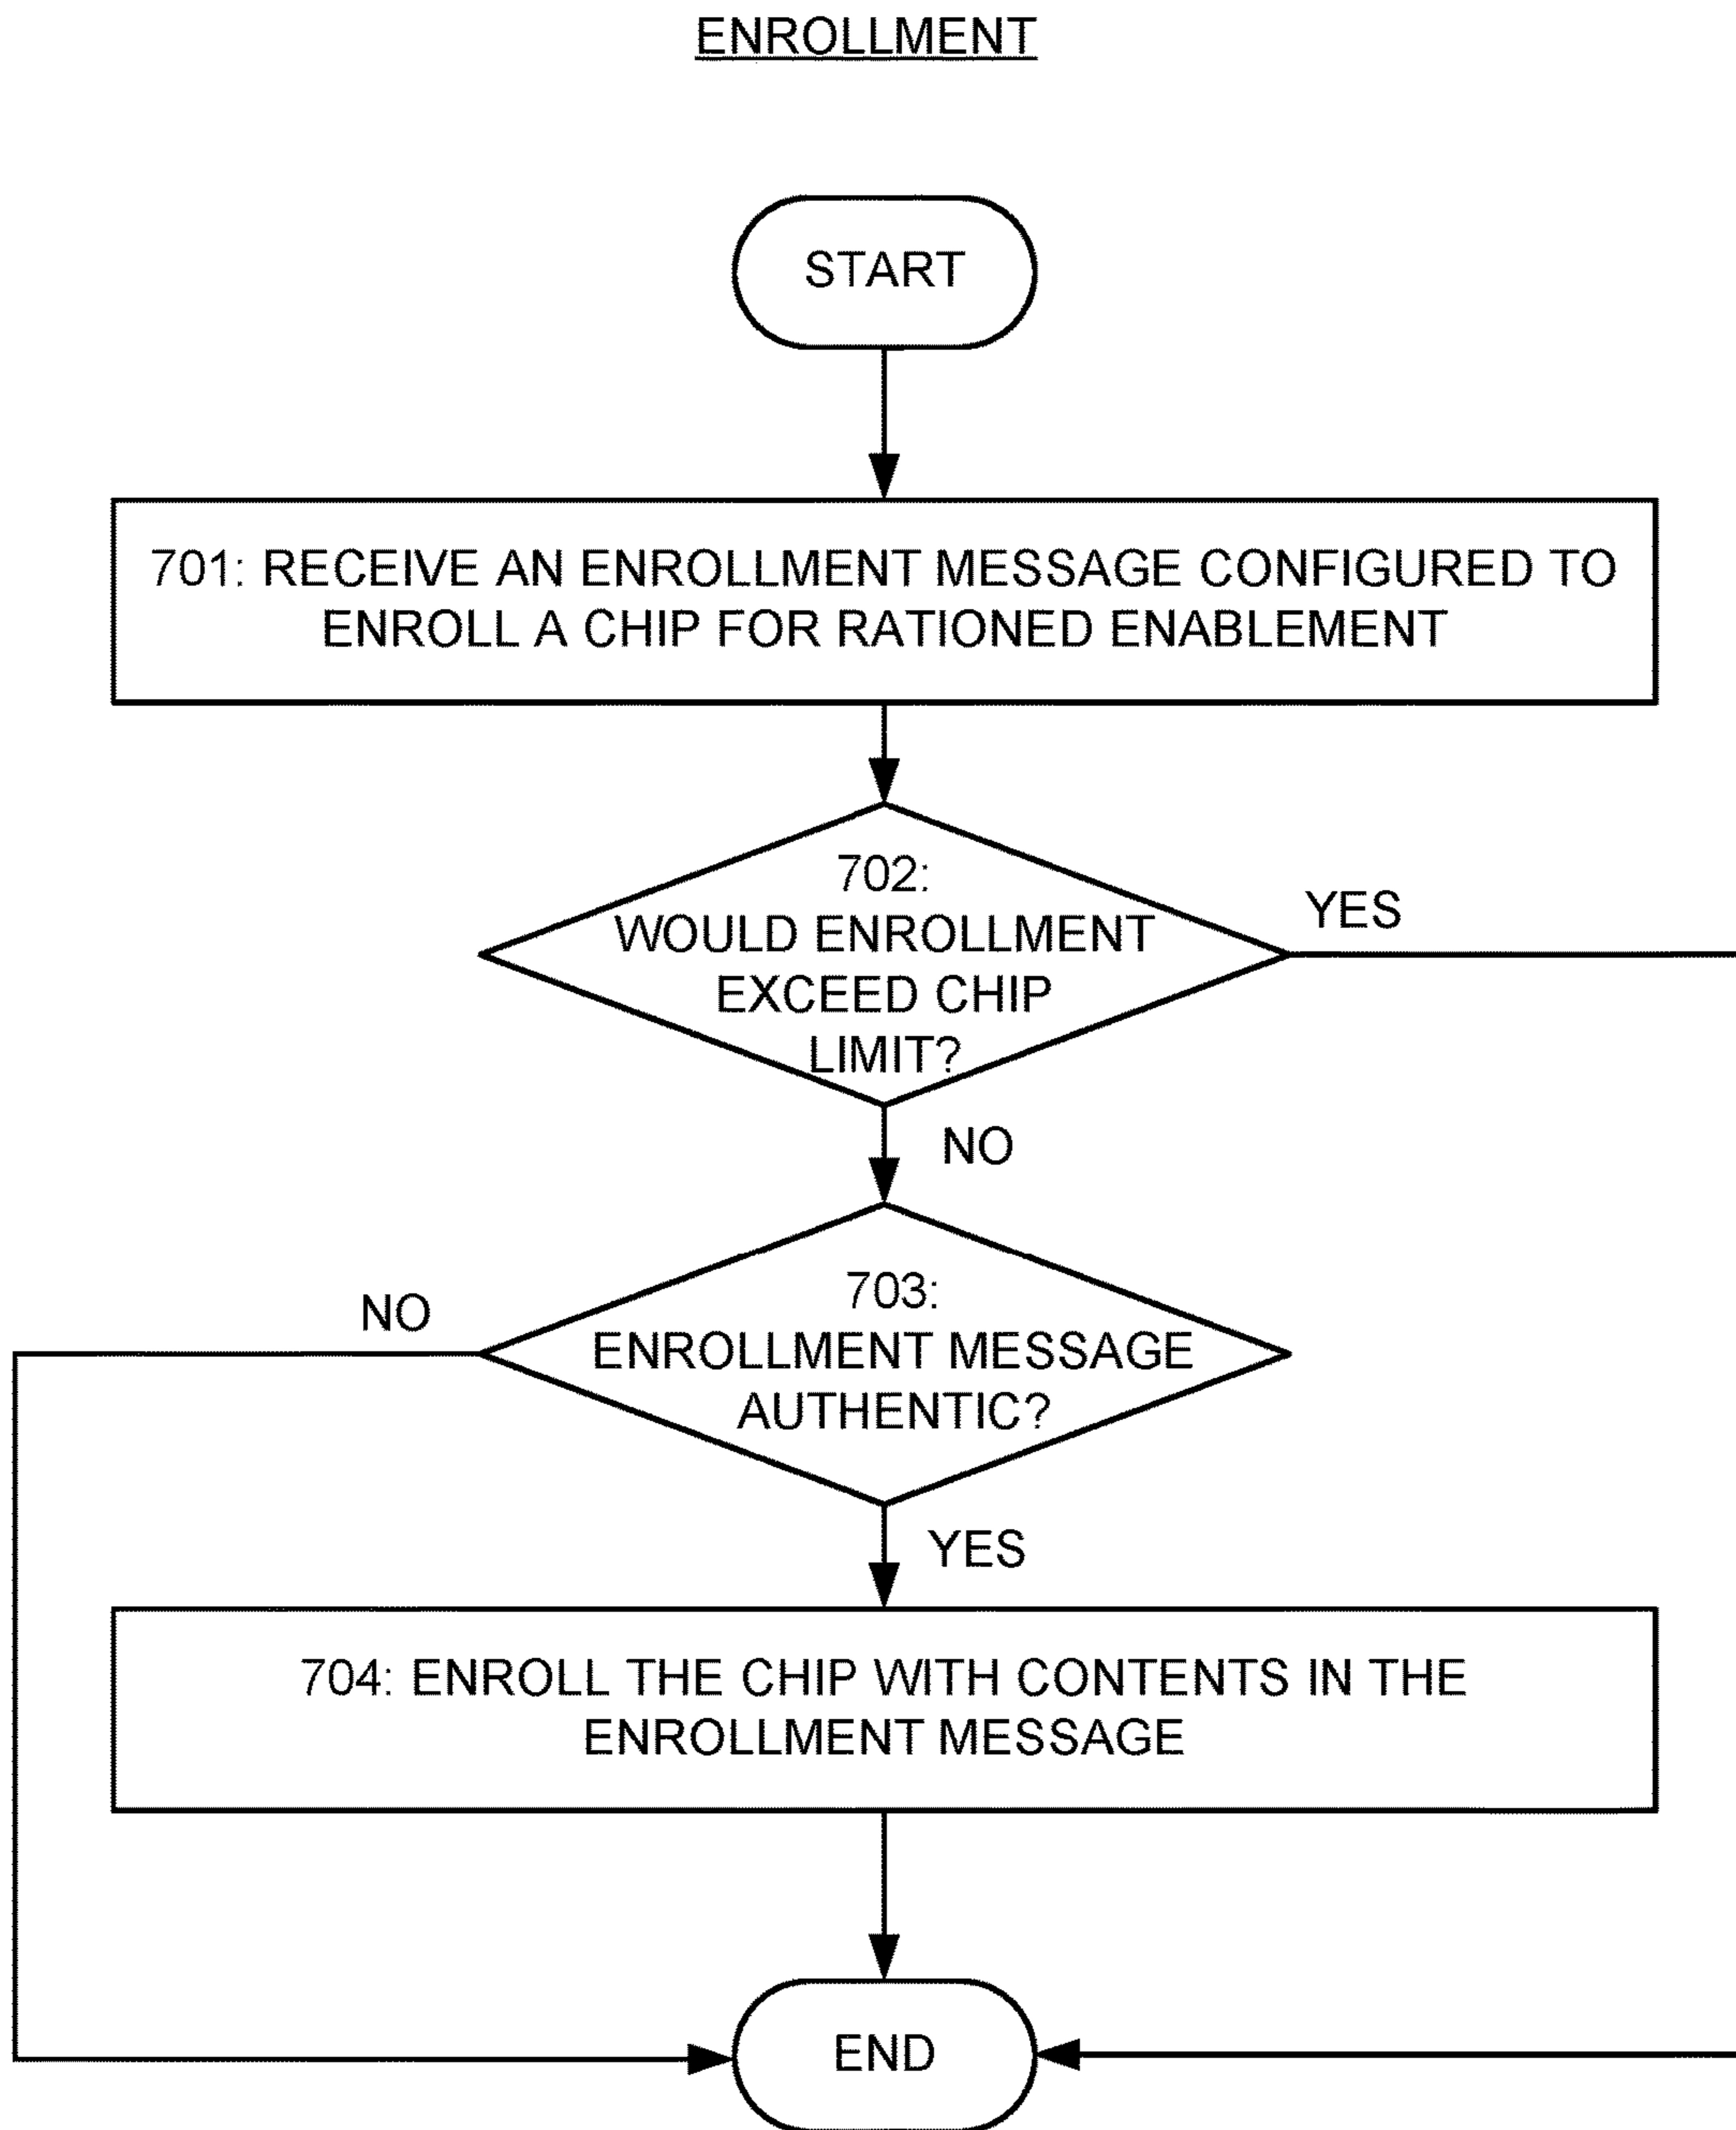 ENROLLMENT
START
701: RECEIVE AN ENROLLMENT MESSAGE CONFIGURED TO
ENROLL A CHIP FOR RATIONED ENABLEMENT
702:
WOULD ENROLLMENT
EXCEED CHIP
LIMIT?
YES
NO
703:
ENROLLMENT MESSAGE
AUTHENTIC?
NO
YES
704: ENROLL THE CHIP WITH CONTENTS IN THE
ENROLLMENT MESSAGE
END